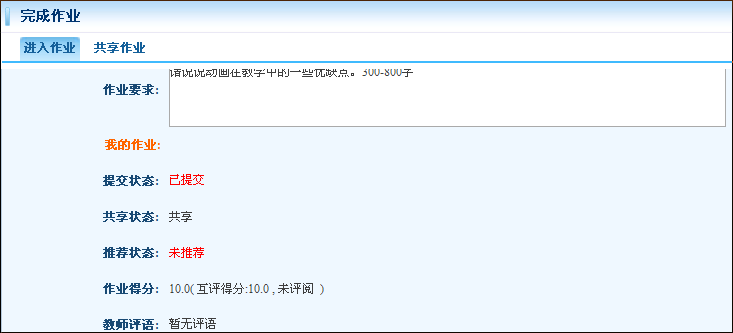 完成作业
进入作业 共享作业
请说说动画在教学中的一些优缺点。300-800字
作业要求:
我的作业:
提交状态: 已提交
共享状态: 共享
推荐状态: 未推荐
作业得分: 10.0( 互评得分:10.0 , 未评阅 )
教师评语: 暂无评语